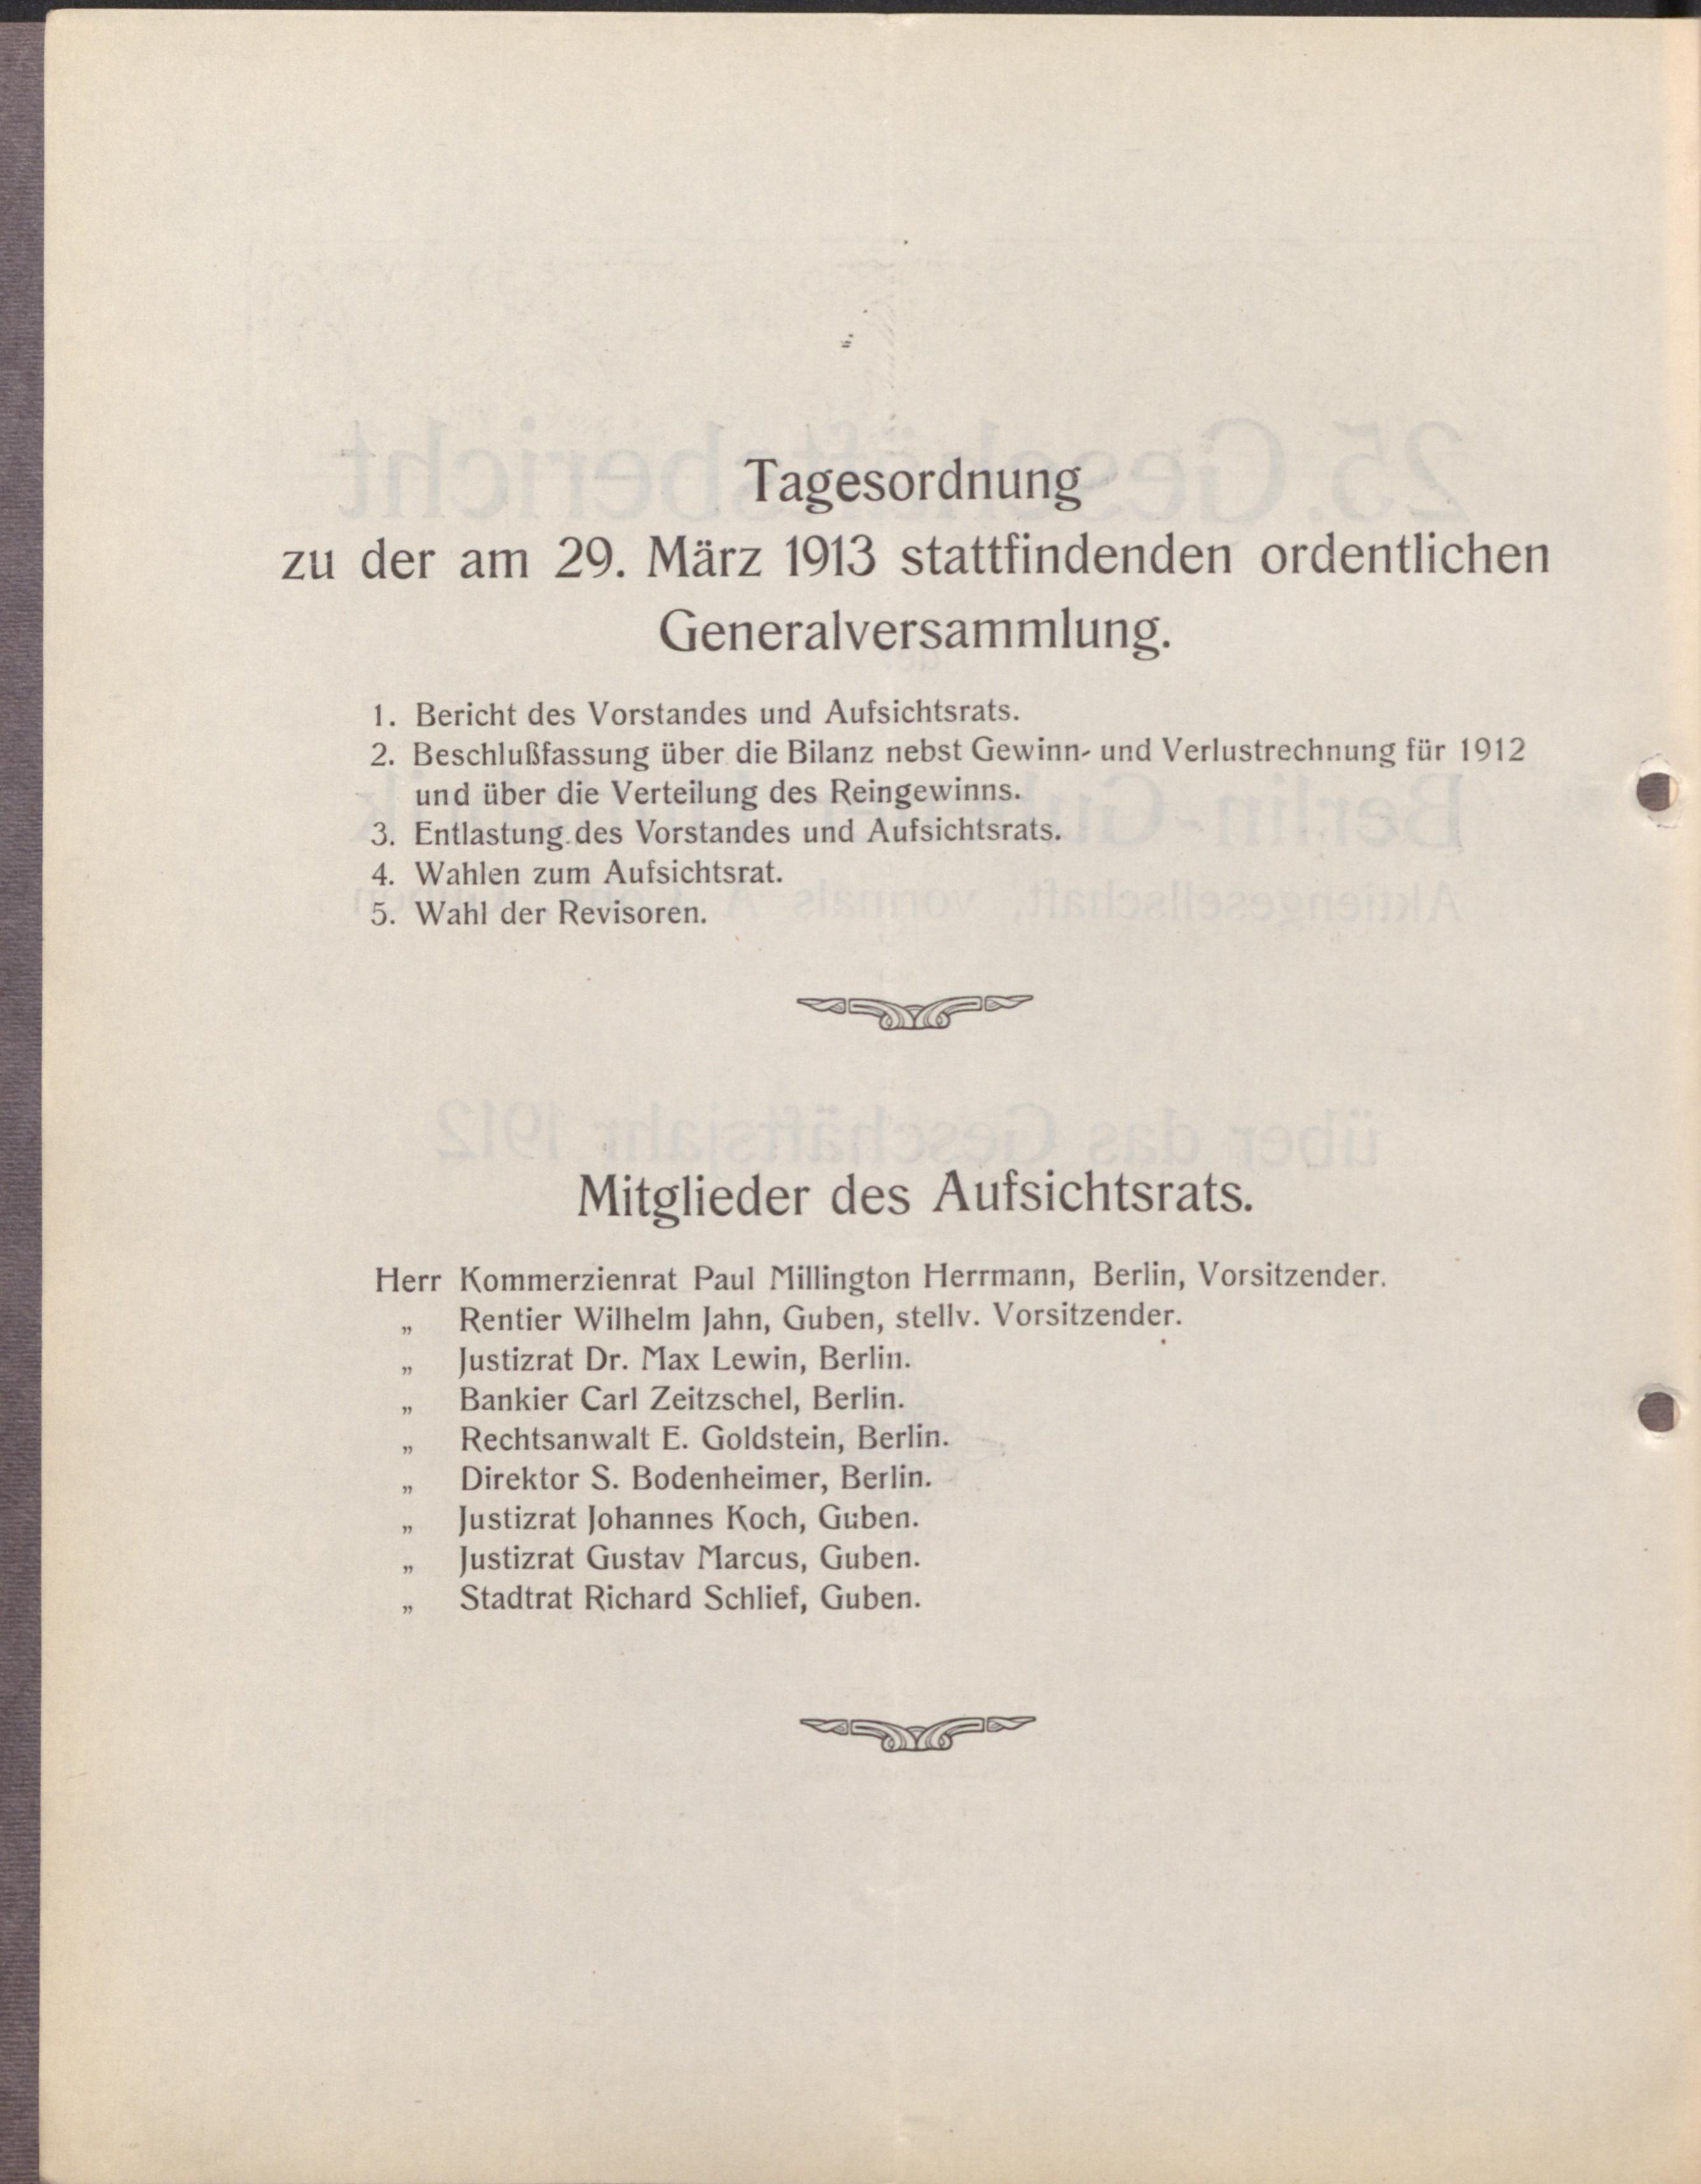 Tagesordnung
zu der am 29. März 1913 stattfindenden ordentlichen
Generalversammlung.
1. Bericht des Vorstandes und Aufsichtsrats.
2. Beschlußfassung über die Bilanz nebst Gewinn- und Verlustrechnung für 1912
und über die Verteilung des Reingewinns.
3. Entlastung des Vorstandes und Aufsichtsrats.
4. Wahlen zum Aufsichtsrat.
5. Wahl der Revisoren.
Mitglieder des Aufsichtsrats.
Herr Kommerzienrat Paul Millington Herrmann, Berlin, Vorsitzender.
„ Rentier Wilhelm Jahn, Guben, stellv. Vorsitzender.
„ Justizrat Dr. Max Lewin, Berlin.
„ Bankier Carl Zeitzschel, Berlin.
„ Rechtsanwalt E. Goldstein, Berlin.
„ Direktor S. Bodenheimer, Berlin.
„ Justizrat Johannes Koch, Guben.
„ Justizrat Gustav Marcus, Guben.
„ Stadtrat Richard Schlief, Guben.